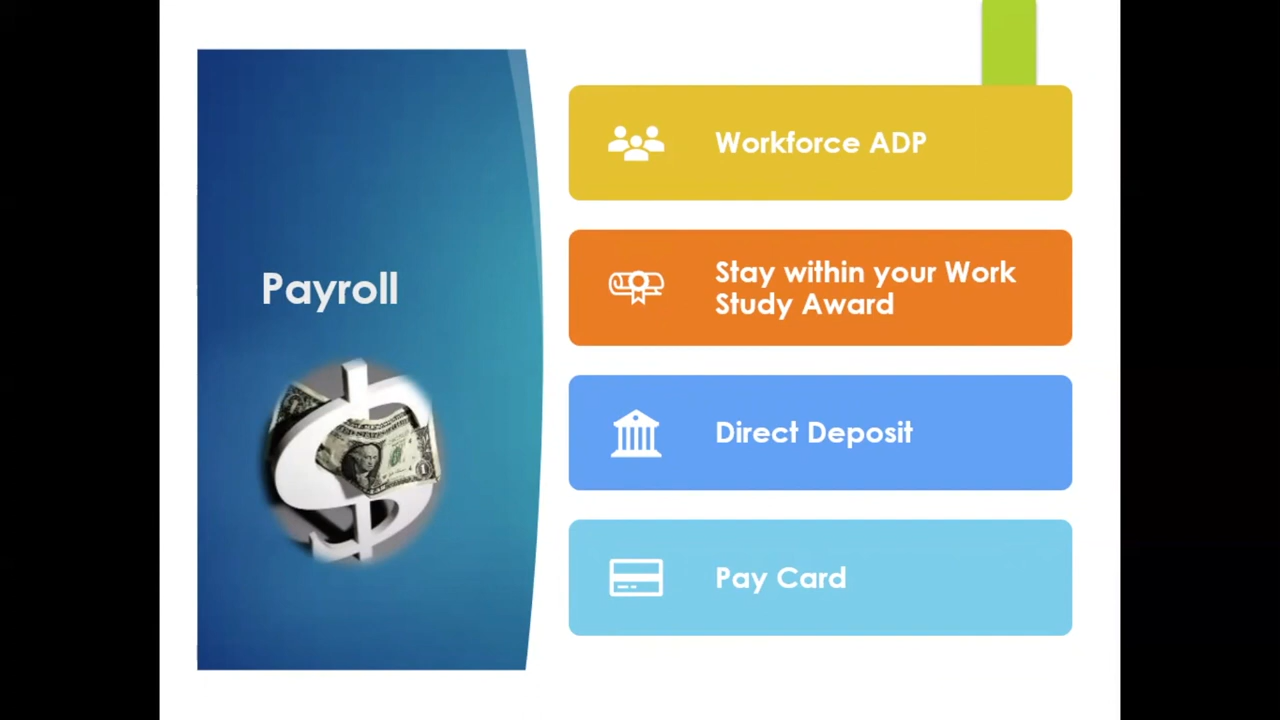 Payroll
Workforce ADP
Stay within your Work
Study Award
Direct Deposit
Pay Card